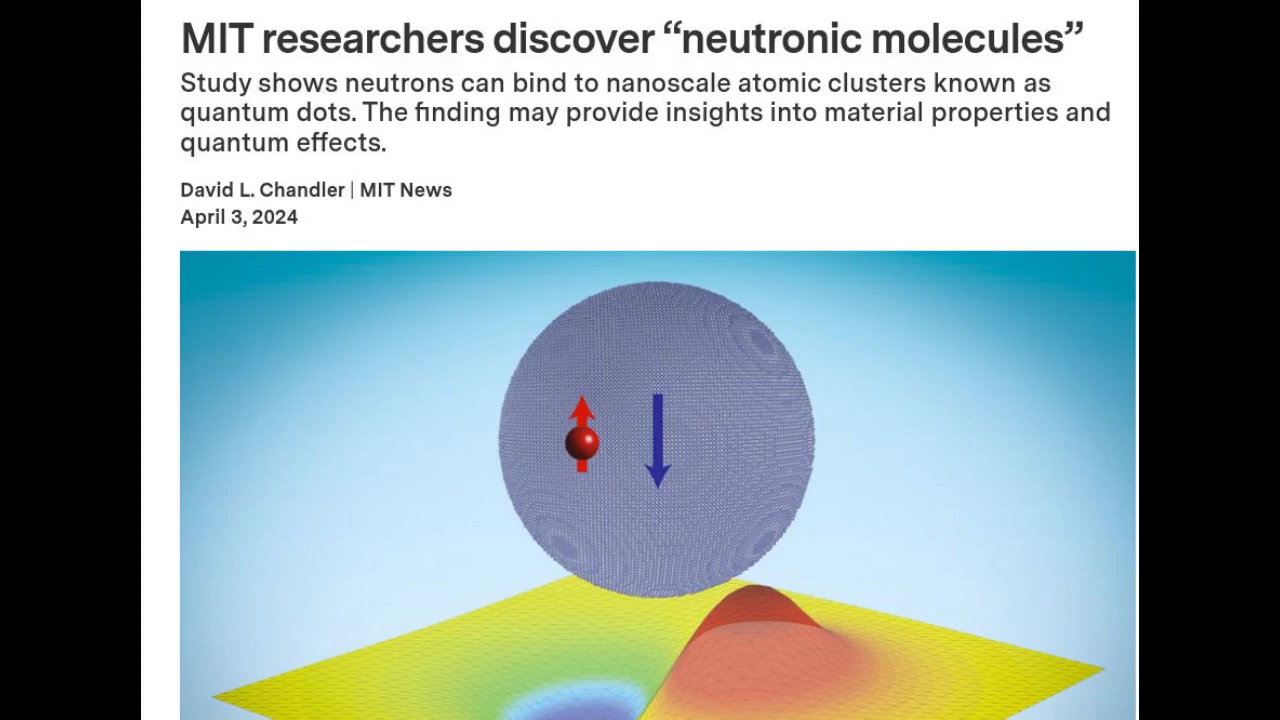 MIT researchers discover “neutronic molecules”
Study shows neutrons can bind to nanoscale atomic clusters known as
quantum dots. The finding may provide insights into material properties and
quantum effects.
David L. Chandler | MIT News
April 3, 2024